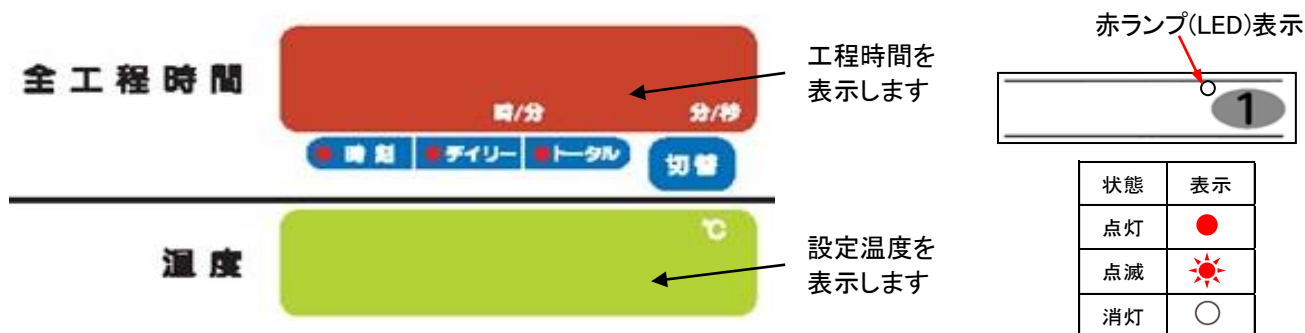 全工程時間
時/分
分/秒
時刻
デイリー
トータル
切替
工程時間を
表示します
温度
℃
設定温度を
表示します
赤ランプ(LED)表示
1
状態 表示
点灯
点滅
消灯